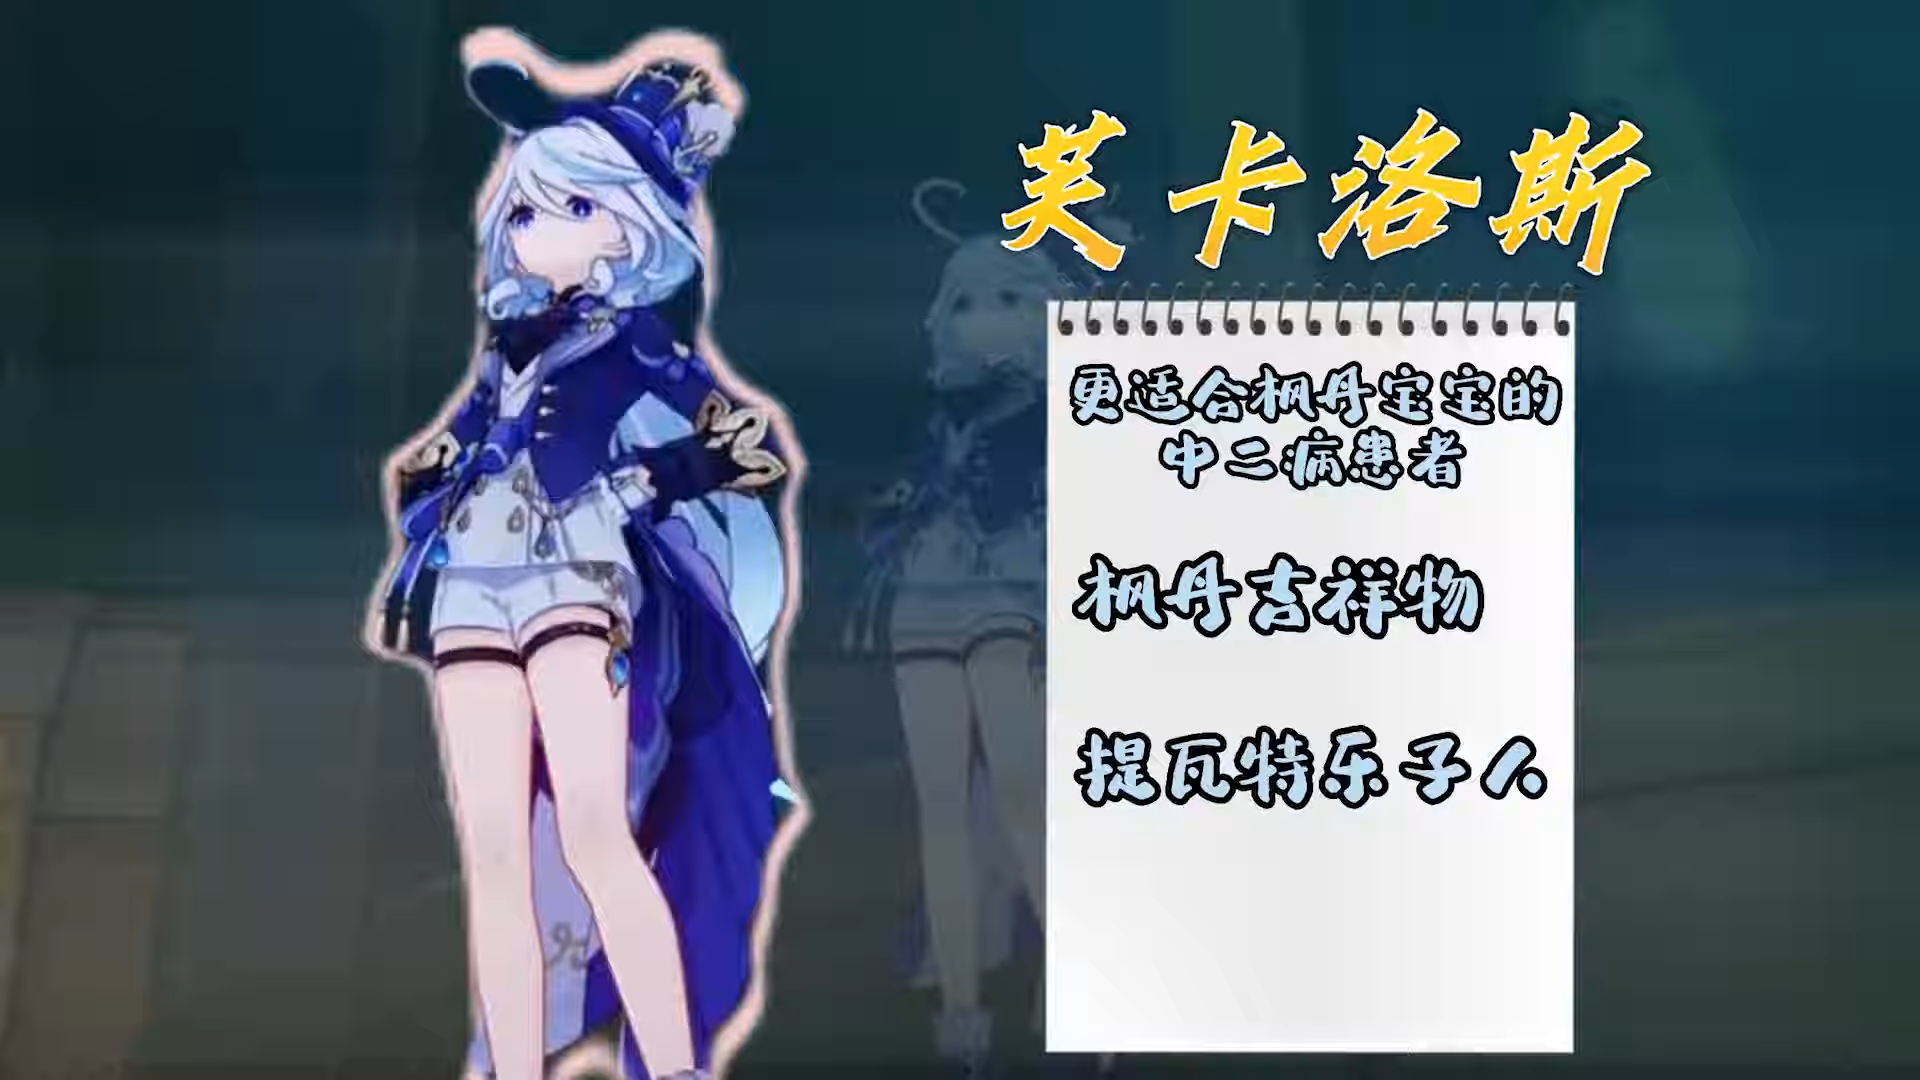 芙卡洛斯
更适合枫丹宝宝的
中二病患者
枫丹吉祥物
提瓦特乐子人